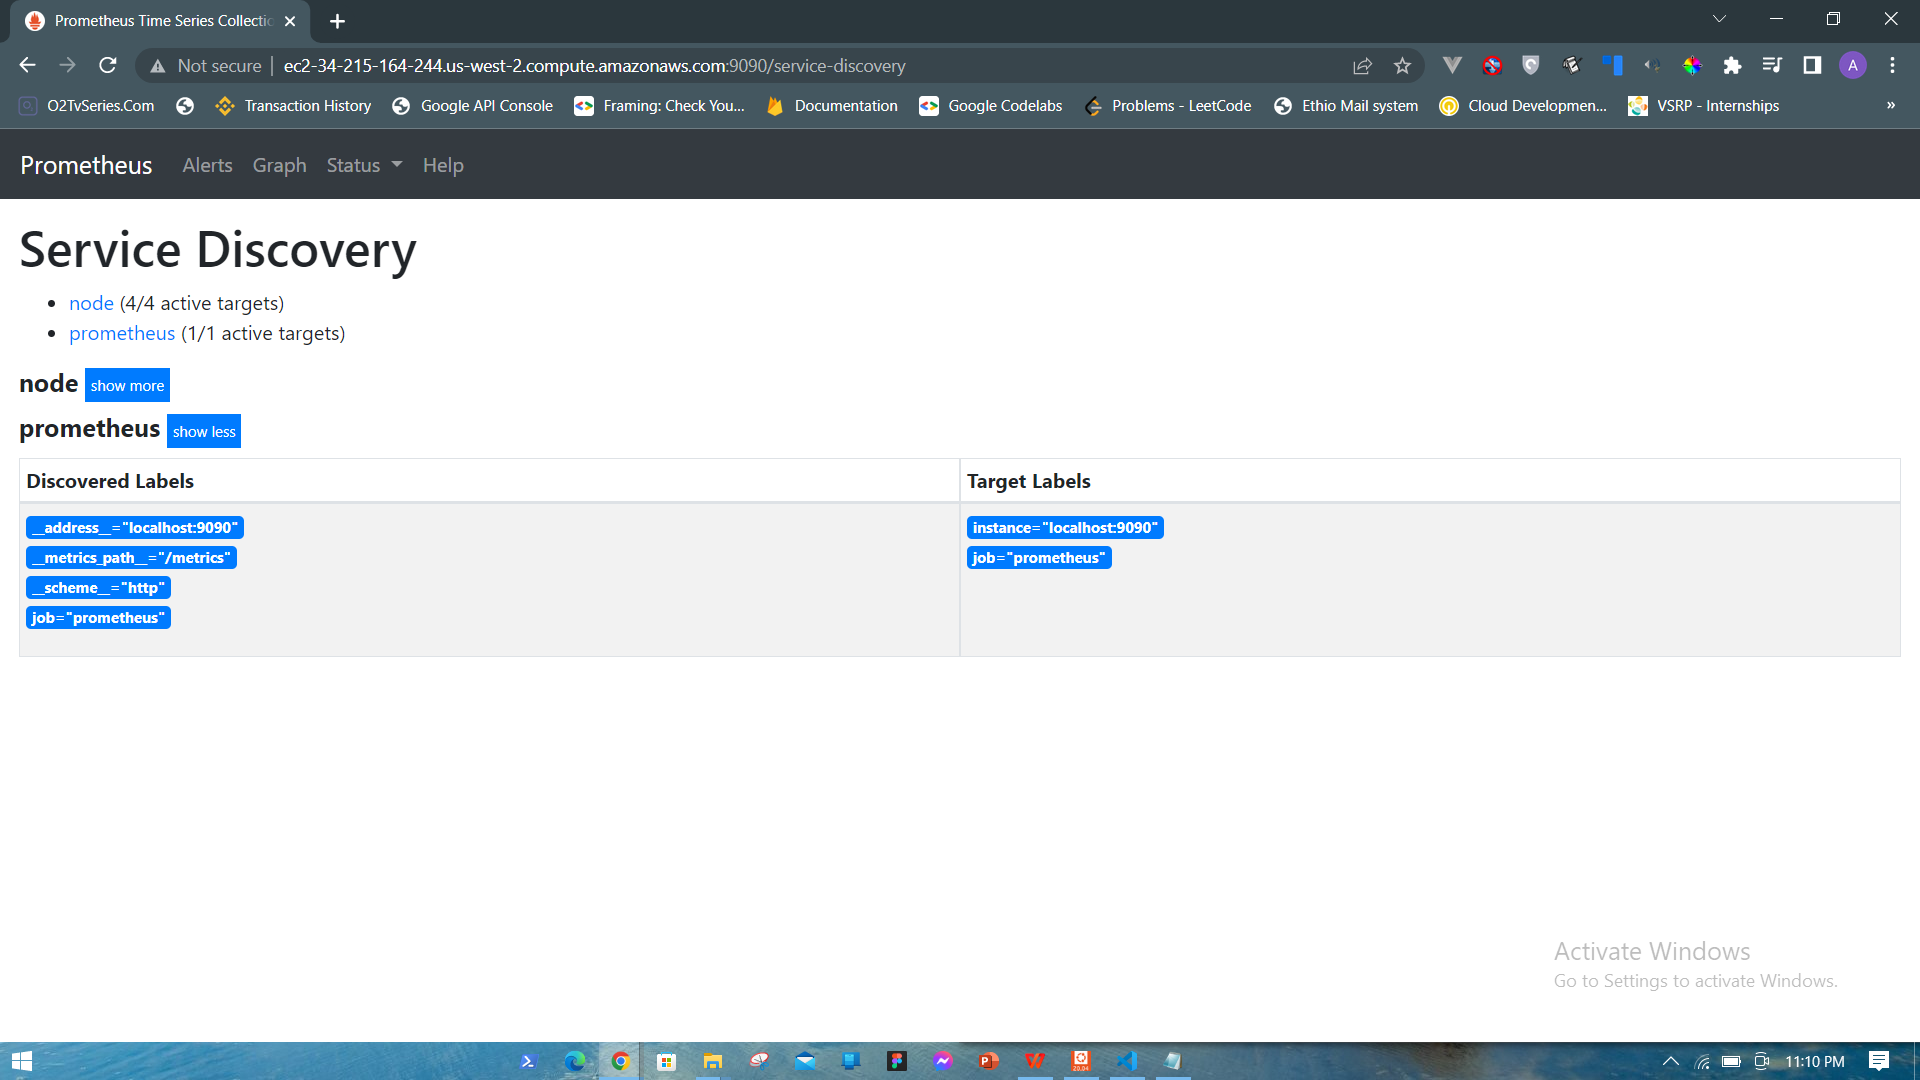 Prometheus Time Series Collectio
Not secure
ec2-34-215-164-244.us-west-2.compute.amazonaws.com:9090/service-discovery
A
O2TvSeries.Com
Transaction History
Google API Console
Framing: Check You...
Documentation
Google Codelabs
Problems - LeetCode
Ethio Mail system
Cloud Developmen...
VSRP - Internships
»
Prometheus
Alerts
Graph
Status
Help
Service Discovery
• node (4/4 active targets)
• prometheus (1/1 active targets)
node show more
prometheus show less
Discovered Labels
Target Labels
__address__="localhost:9090"
instance="localhost:9090"
__metrics_path__="/metrics"
job="prometheus"
__scheme__="http"
job="prometheus"
Activate Windows
Go to Settings to activate Windows.
20.04
11:10 PM